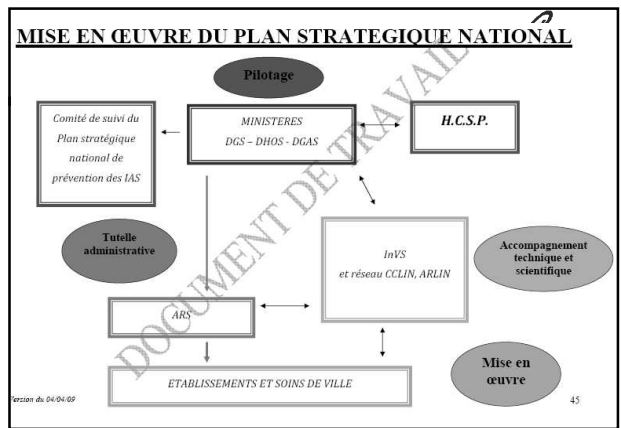 MISE EN ŒUVRE DU PLAN STRATEGIQUE NATIONAL
Pilotage
Comité de suivi du
Plan stratégique
national de
prévention des IAS
MINISTERES
DGS – DHOS - DGAS
H.C.S.P.
Tutelle
administrative
InVS
et réseau CCLIN, ARLIN
Accompagnement
technique et
scientifique
ARS
ETABLISSEMENTS ET SOINS DE VILLE
Mise en
œuvre
Version du 04/04/09
45
DOCUMENT DE TRAVAIL